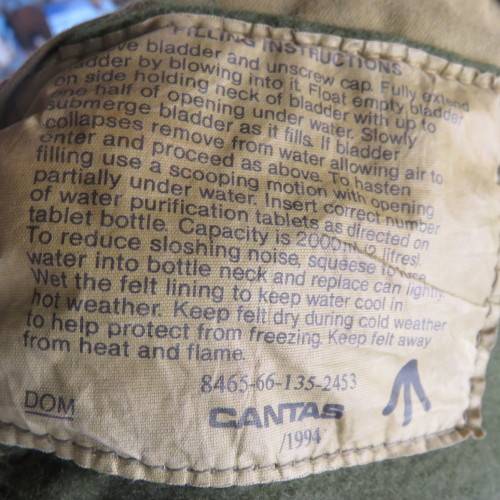 FILLING INSTRUCTIONS
bladder and unscrew cap. Fully extend
bladder by blowing into it. Float empty bladder
on side holding neck of bladder with up to
one half of opening under water. Slowly
submerge bladder as it fills. If bladder
collapses remove from water allowing air to
enter and proceed as above. To hasten
filling use a scooping motion with opening
partially under water. Insert correct number
of water purification tablets as directed on
tablet bottle. Capacity is 2000ml (2 litres)
To reduce sloshing noise, squeese to
water into bottle neck and replace can lightly.
Wet the felt lining to keep water cool in
hot weather. Keep felt dry during cold weather
to help protect from freezing. Keep felt away
from heat and flame.
8465-66-135-2453
DOM
CANTAS
/1994